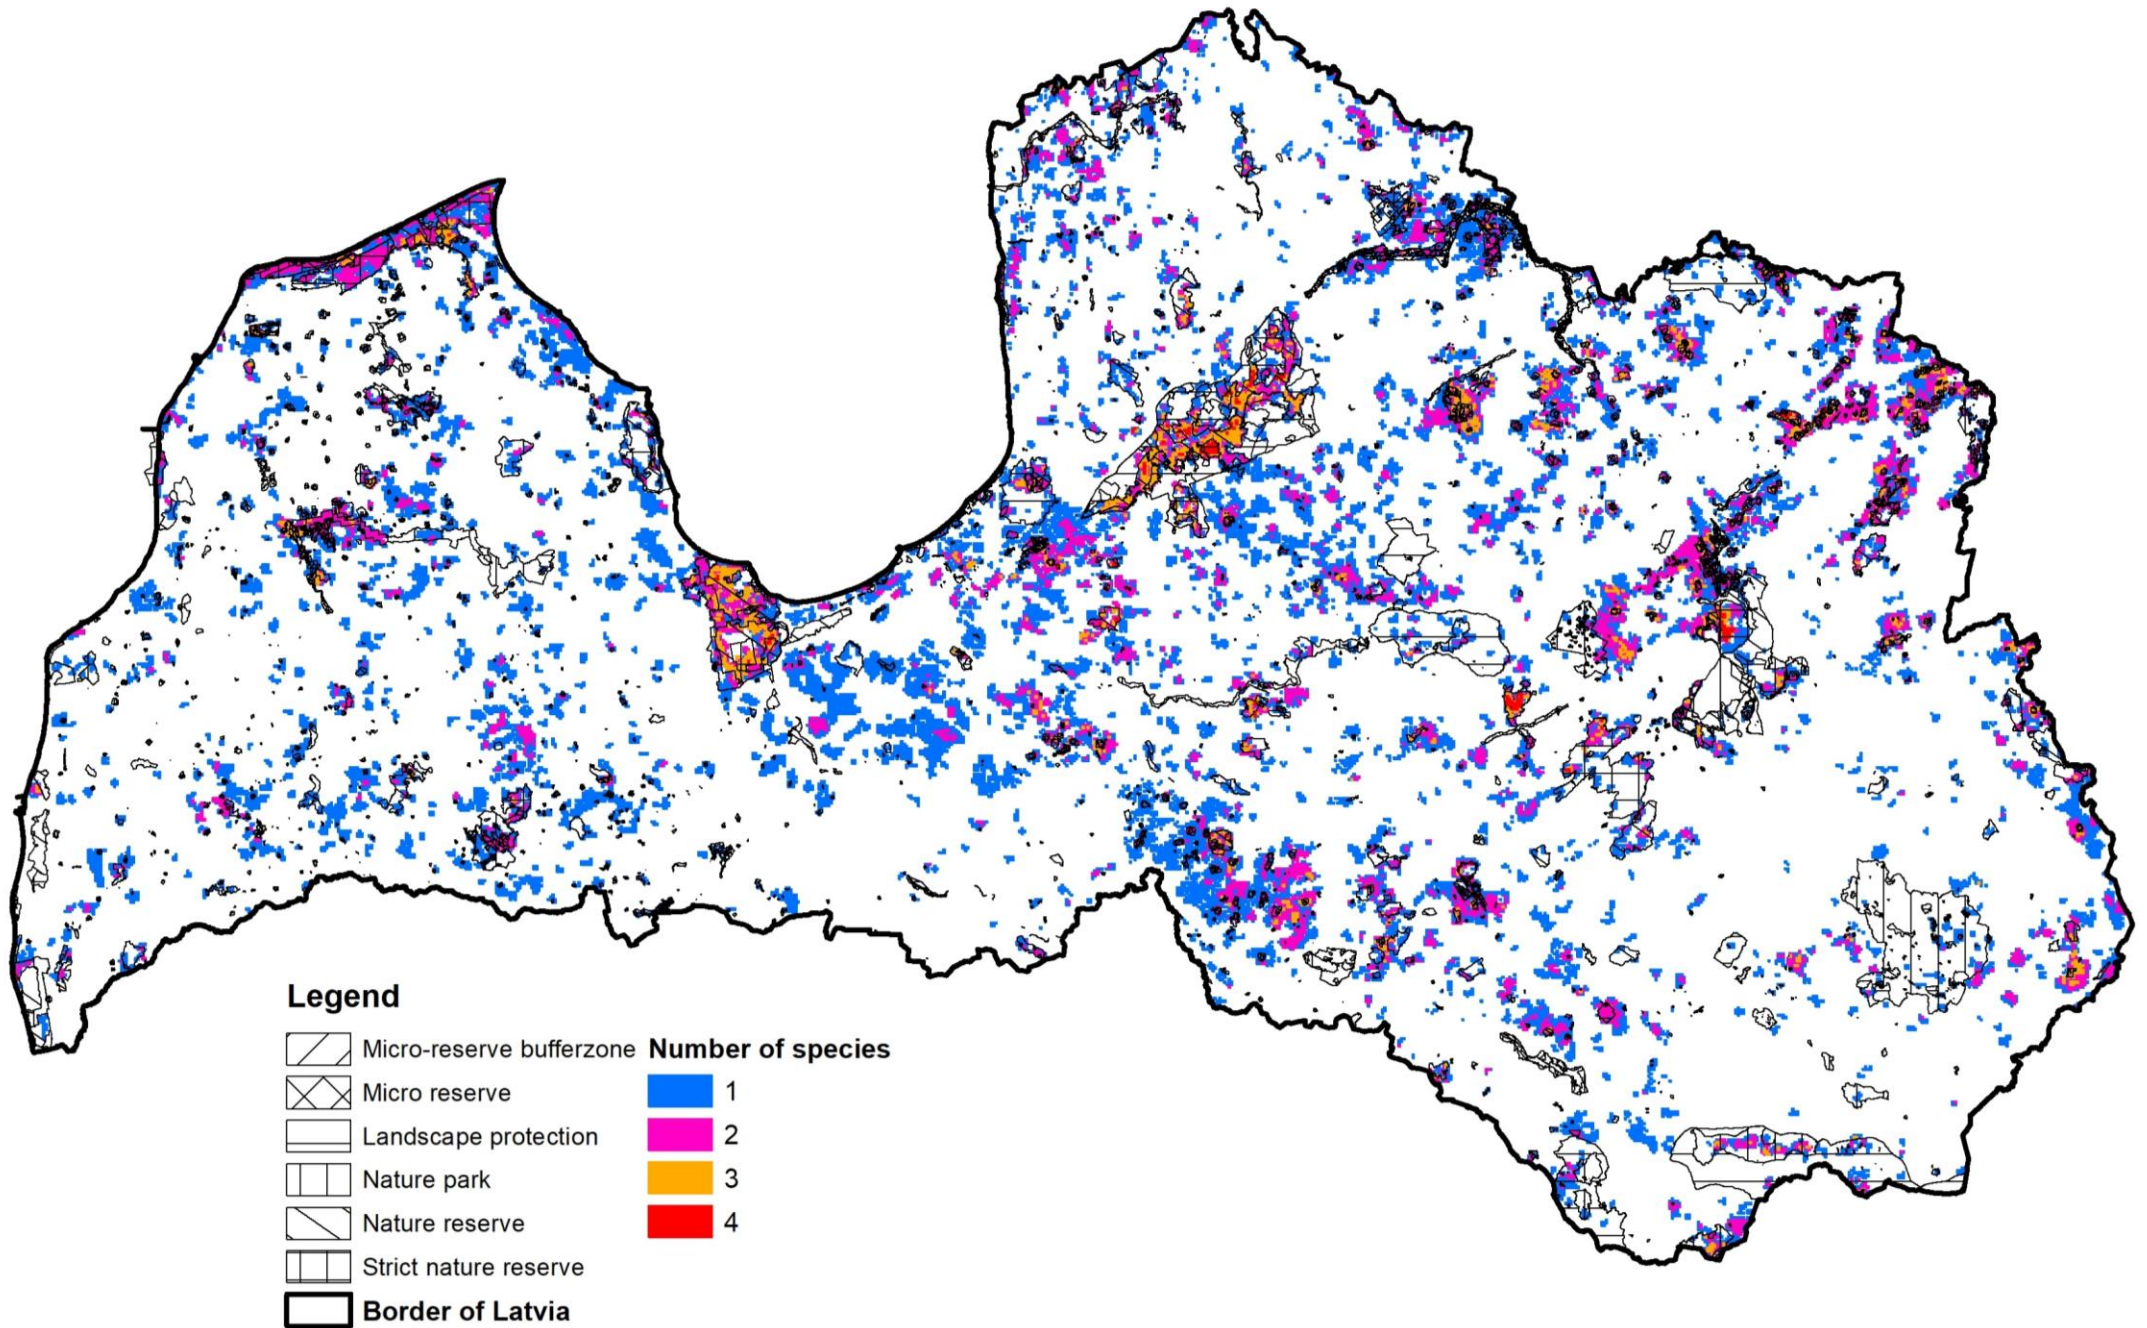 Legend
Micro-reserve bufferzone
Micro reserve
Landscape protection
Nature park
Nature reserve
Strict nature reserve
Border of Latvia
Number of species
1
2
3
4